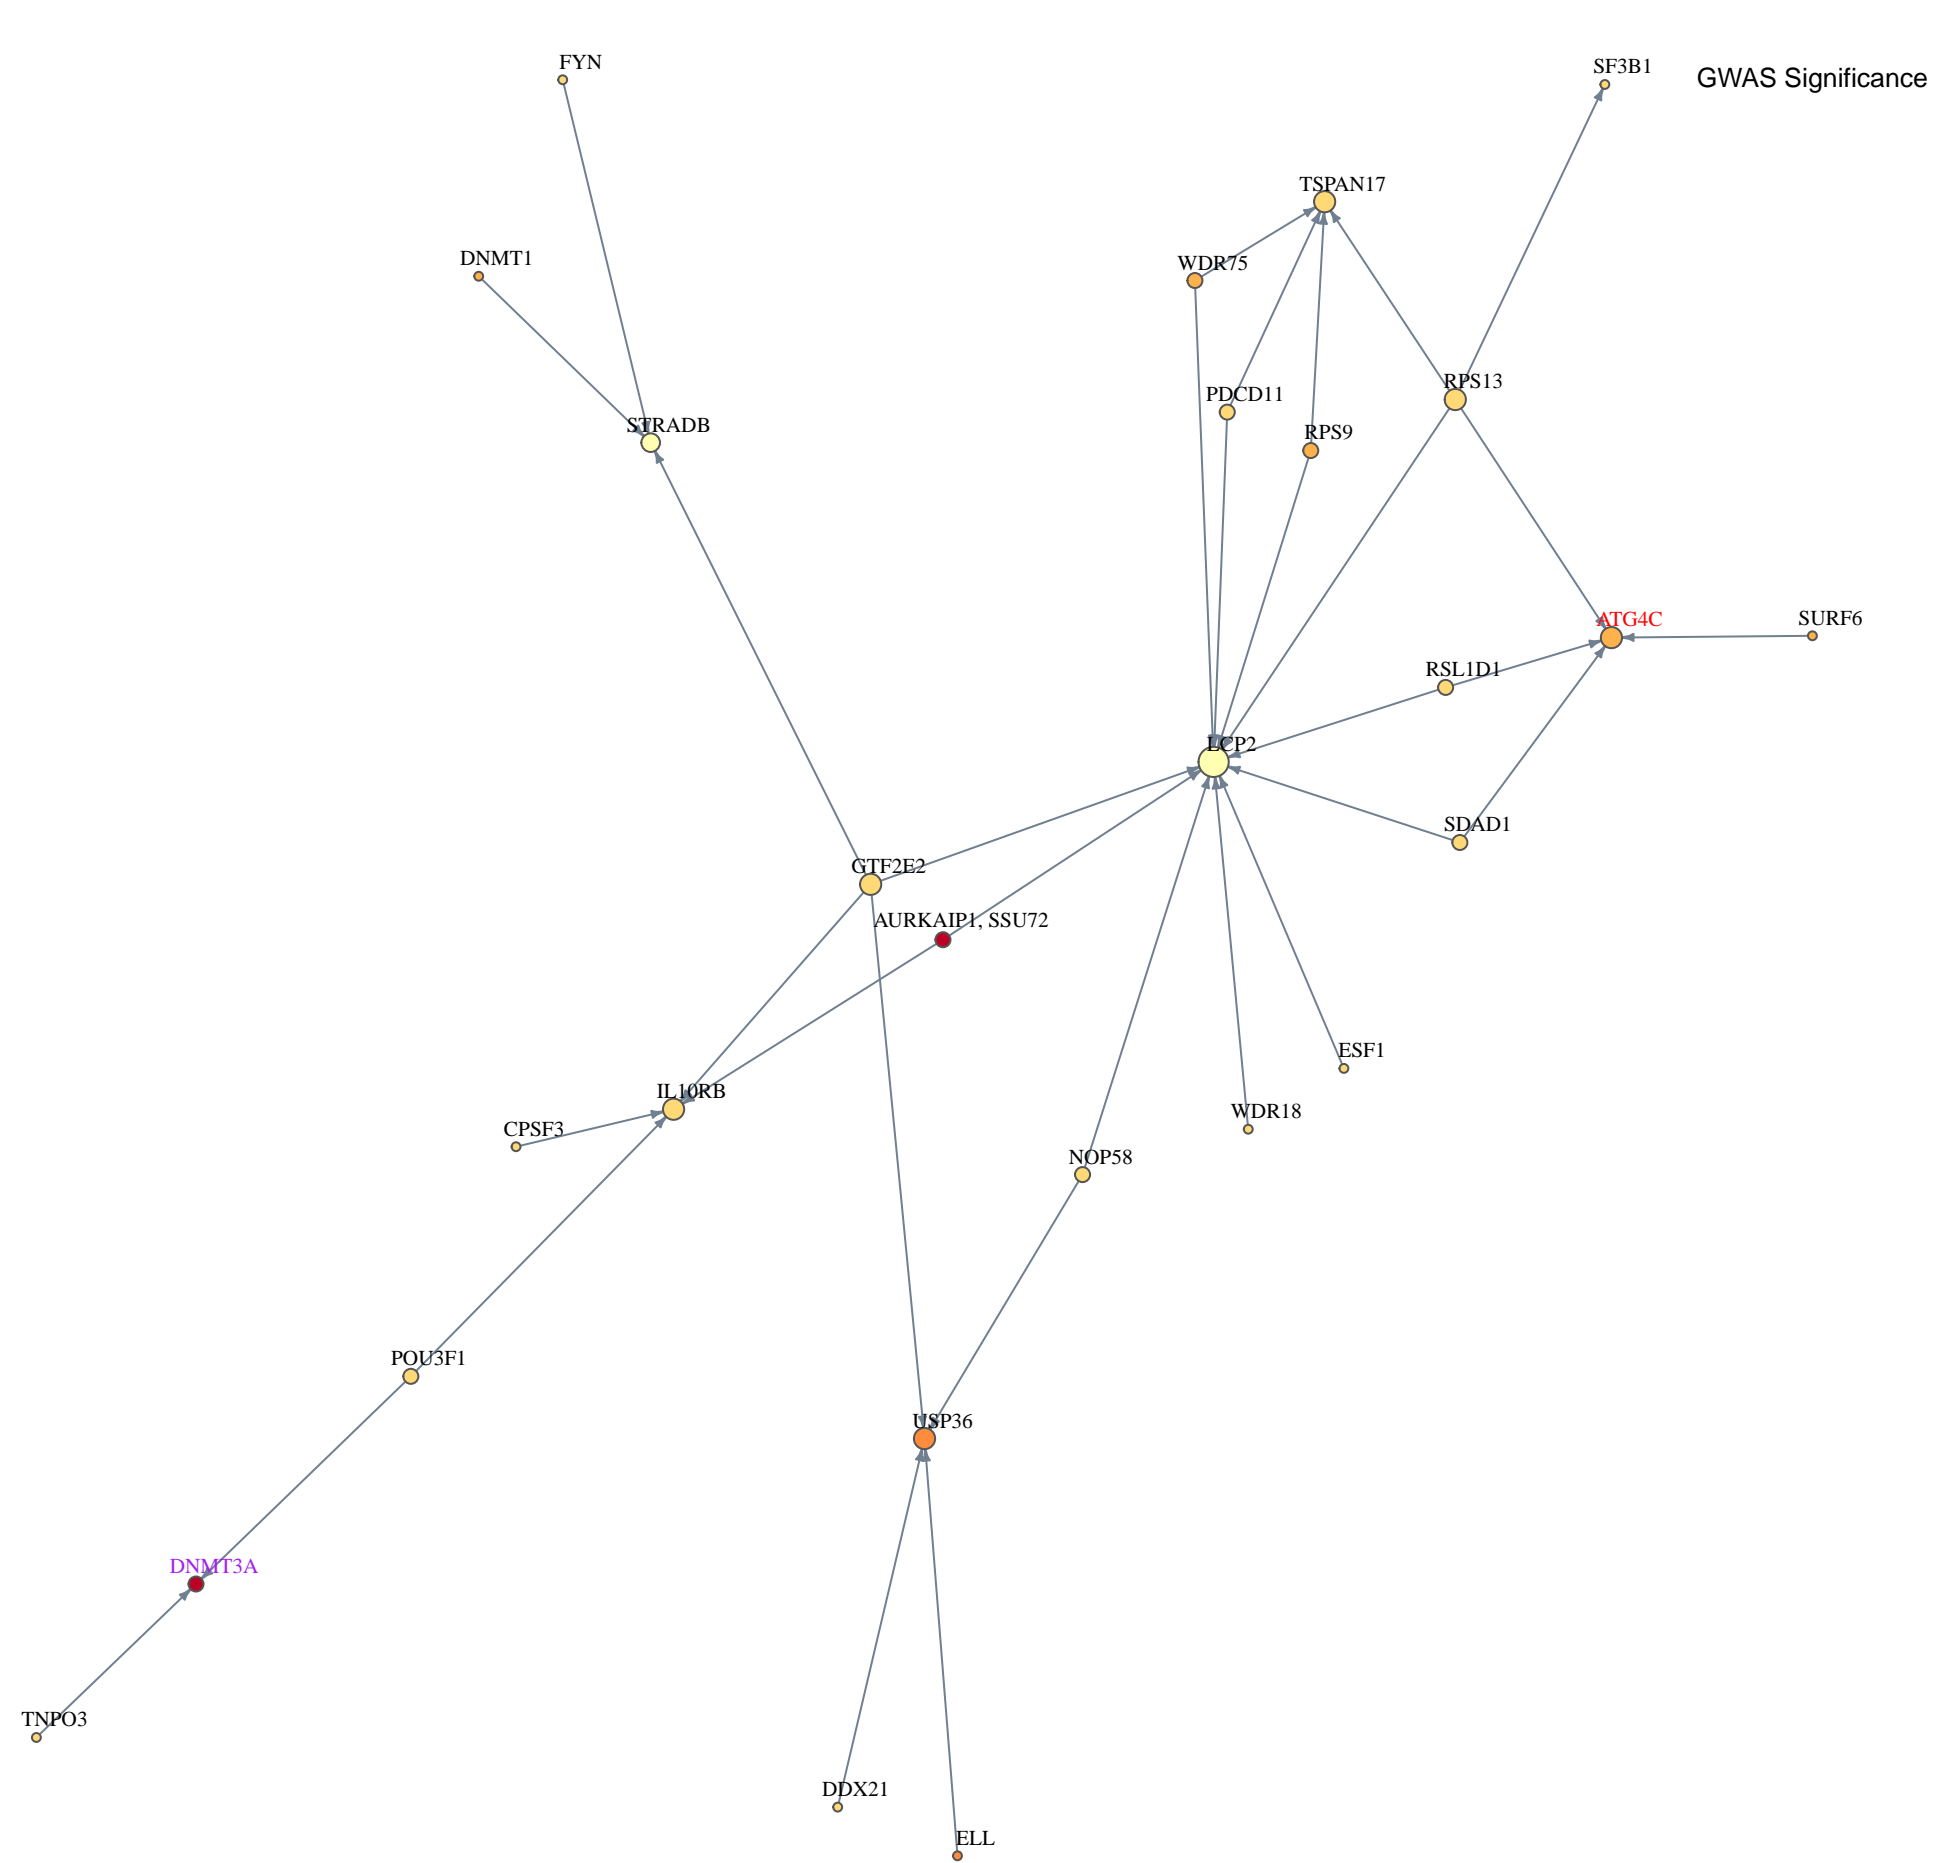 FYN
SF3B1
GWAS Significance
TSPAN17
DNMT1
WDR75
RPS13
PDCD11
STRADB
RPS9
ATG4C
SURF6
RSL1D1
LCP2
SDAD1
GTF2E2
AURKAIP1, SSU72
ESF1
IL10RB
WDR18
CPSF3
NOP58
POU3F1
USP36
DNMT3A
TNPO3
DDX21
ELL